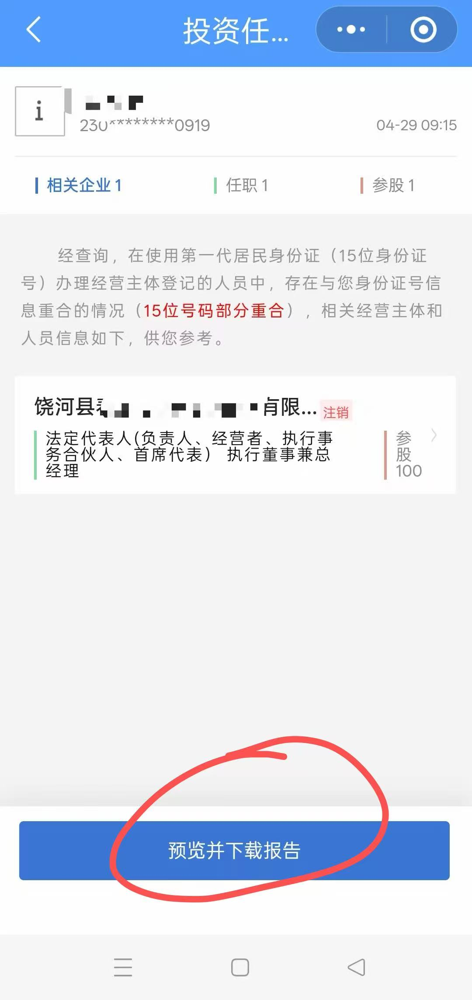 投资任...
i
230*********0919
04-29 09:15
相关企业 1
任职 1
参股 1
经查询，在使用第一代居民身份证（15位身份证
号）办理经营主体登记的人员中，存在与您身份证号信
息重合的情况（15位号码部分重合），相关经营主体和
人员信息如下，供您参考。
饶河县
有限...
注销
法定代表人(负责人、经营者、执行事
务合伙人、首席代表） 执行董事兼总
经理
参
股
100
预览并下载报告